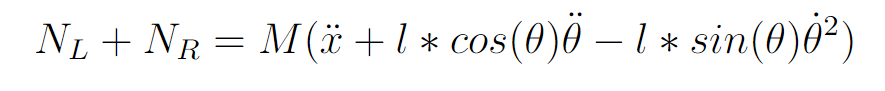 N_L + N_R = M(ẍ + l * cos(θ)θ̈ − l * sin(θ)θ̇²)